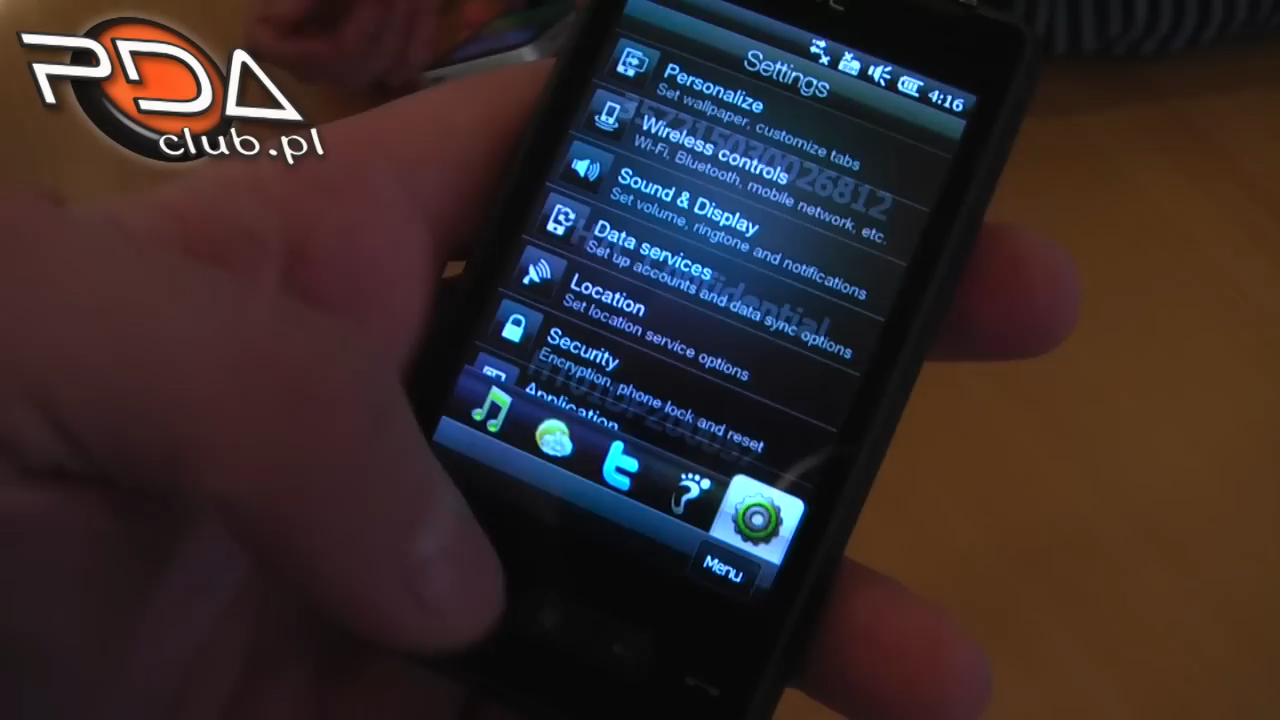 PDA
club.pl
Settings
4:16
Personalize
Set wallpaper, customize tabs
Wireless controls
Wi-Fi, Bluetooth, mobile network, etc.
Sound & Display
Set volume, ringtone and notifications
Data services
Set up accounts and data sync options
Location
Set location service options
Security
Encryption, phone lock and reset
Application
Menu